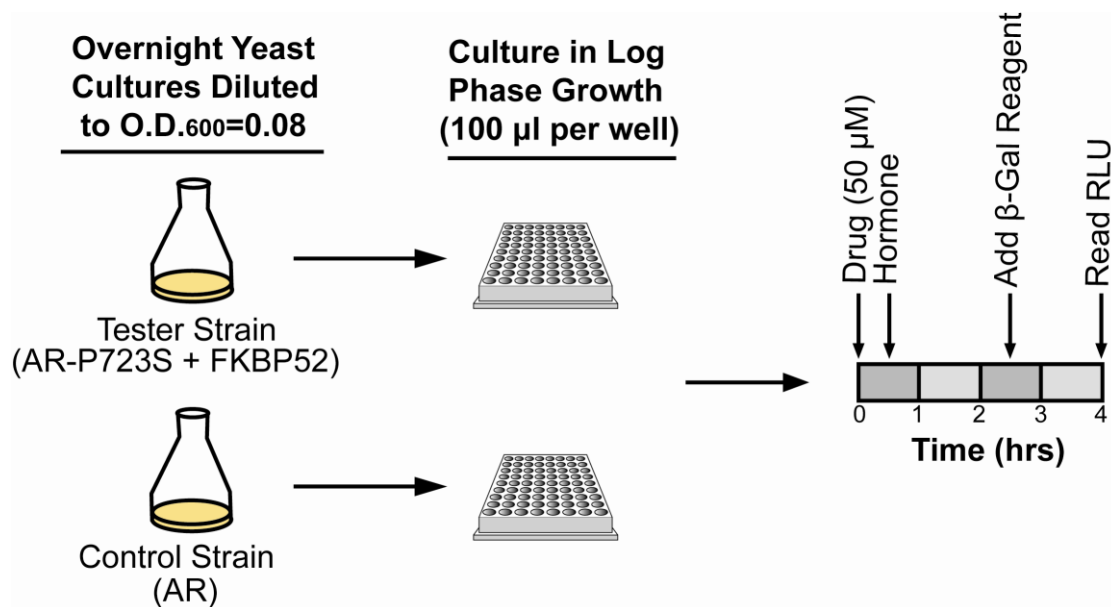 Overnight Yeast
Cultures Diluted
to O.D.600=0.08
Culture in Log
Phase Growth
(100 µl per well)
Tester Strain
(AR-P723S + FKBP52)
Control Strain
(AR)
Drug (50 µM)
Hormone
Add β-Gal Reagent
Read RLU
0 1 2 3 4
Time (hrs)